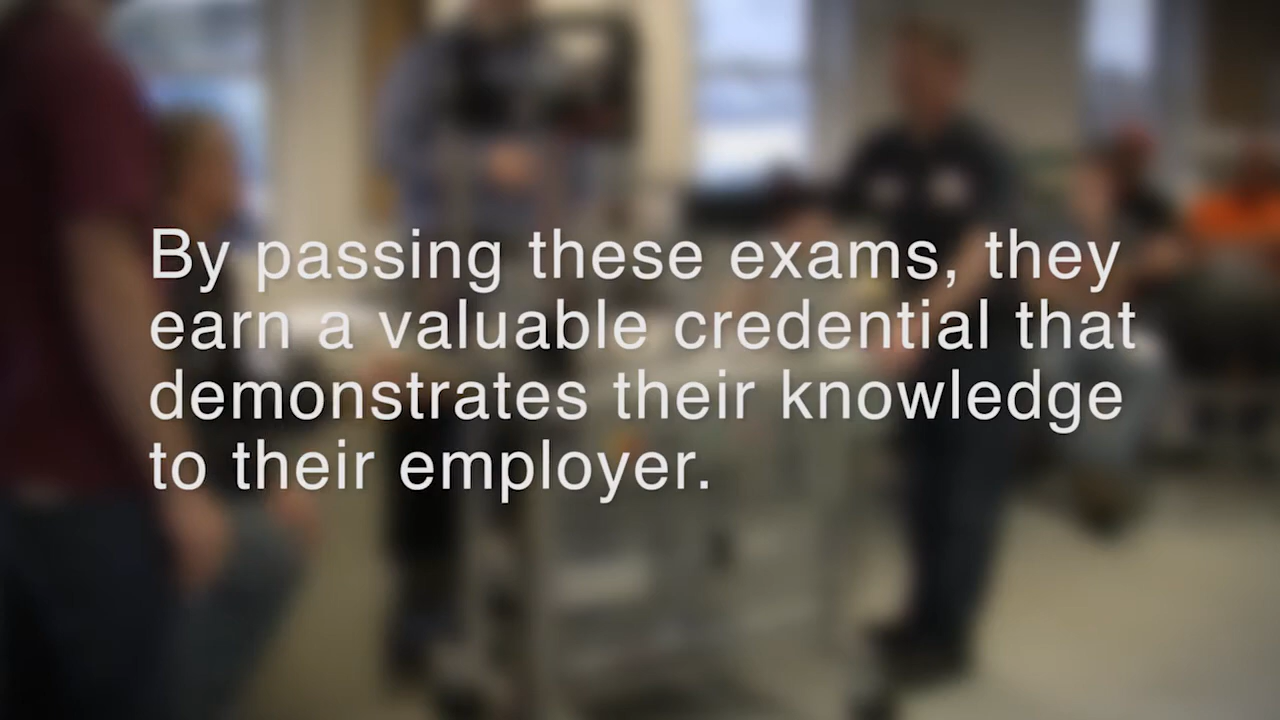 By passing these exams, they
earn a valuable credential that
demonstrates their knowledge
to their employer.